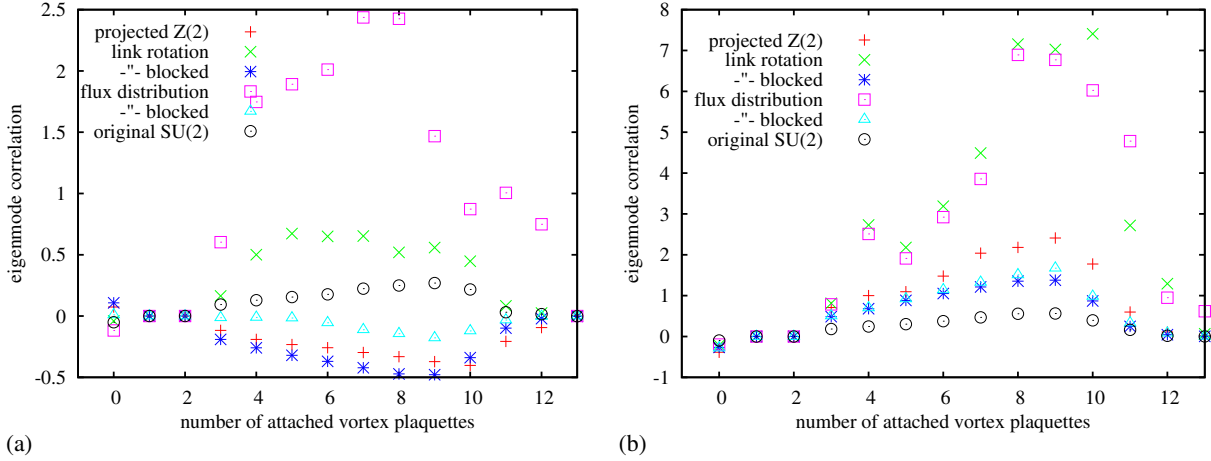 2.5
2
1.5
1
0.5
0
-0.5
eigenmode correlation
projected Z(2)
link rotation
-"- blocked
flux distribution
-"- blocked
original SU(2)
0 2 4 6 8 10 12
number of attached vortex plaquettes
(a)
8
7
6
5
4
3
2
1
0
-1
eigenmode correlation
projected Z(2)
link rotation
-"- blocked
flux distribution
-"- blocked
original SU(2)
0 2 4 6 8 10 12
number of attached vortex plaquettes
(b)